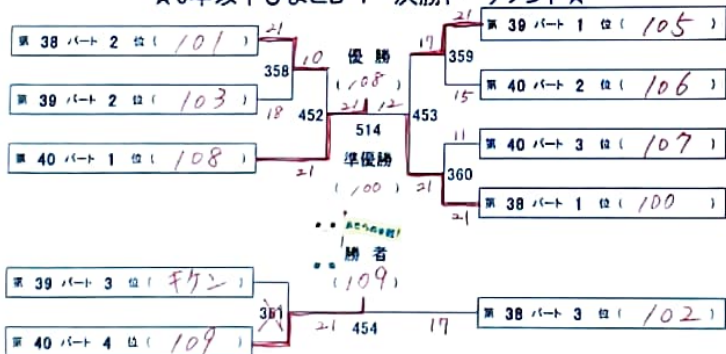 第 38 パート 2 位 ( 101 )
21
第 39 パート 2 位 ( 103 )
18
358
10
第 40 パート 1 位 ( 108 )
21
452
優 勝
( 108 )
21 12
514
準優勝
( 100 )
21
第 39 パート 1 位 ( 105 )
17
359
15
第 40 パート 2 位 ( 106 )
453
11
第 40 パート 3 位 ( 107 )
21
360
21
第 38 パート 1 位 ( 100 )
勝 者
( 109 )
第 39 パート 3 位 ( キケン )
361
第 40 パート 4 位 ( 109 )
21 454 17
第 38 パート 3 位 ( 102 )